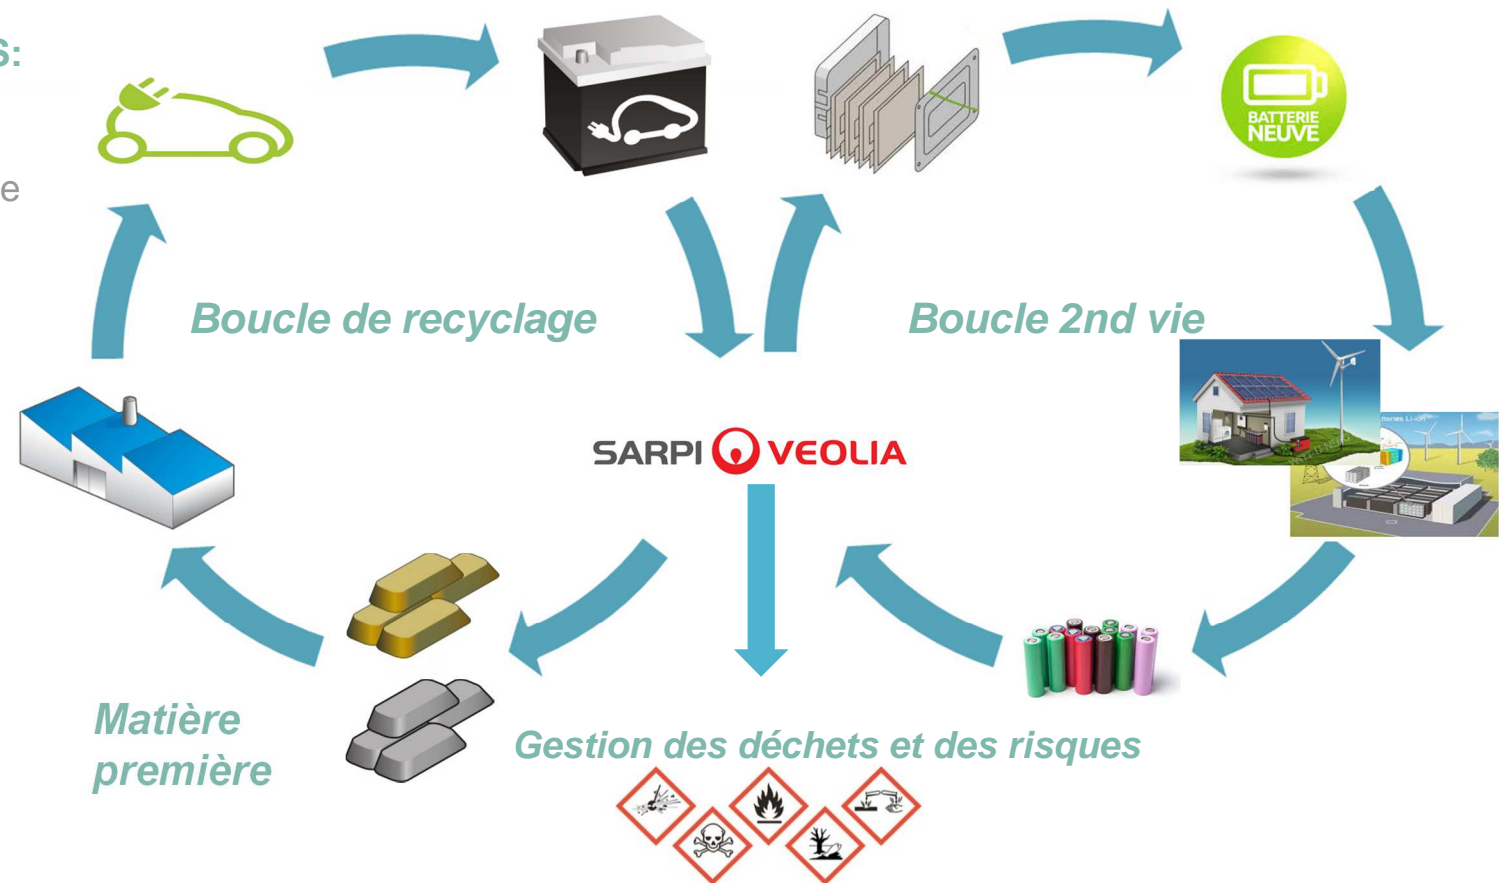 S:
e
BATTERIE
NEUVE
Boucle de recyclage
Boucle 2nd vie
SARPI VEOLIA
Matière
première
Gestion des déchets et des risques